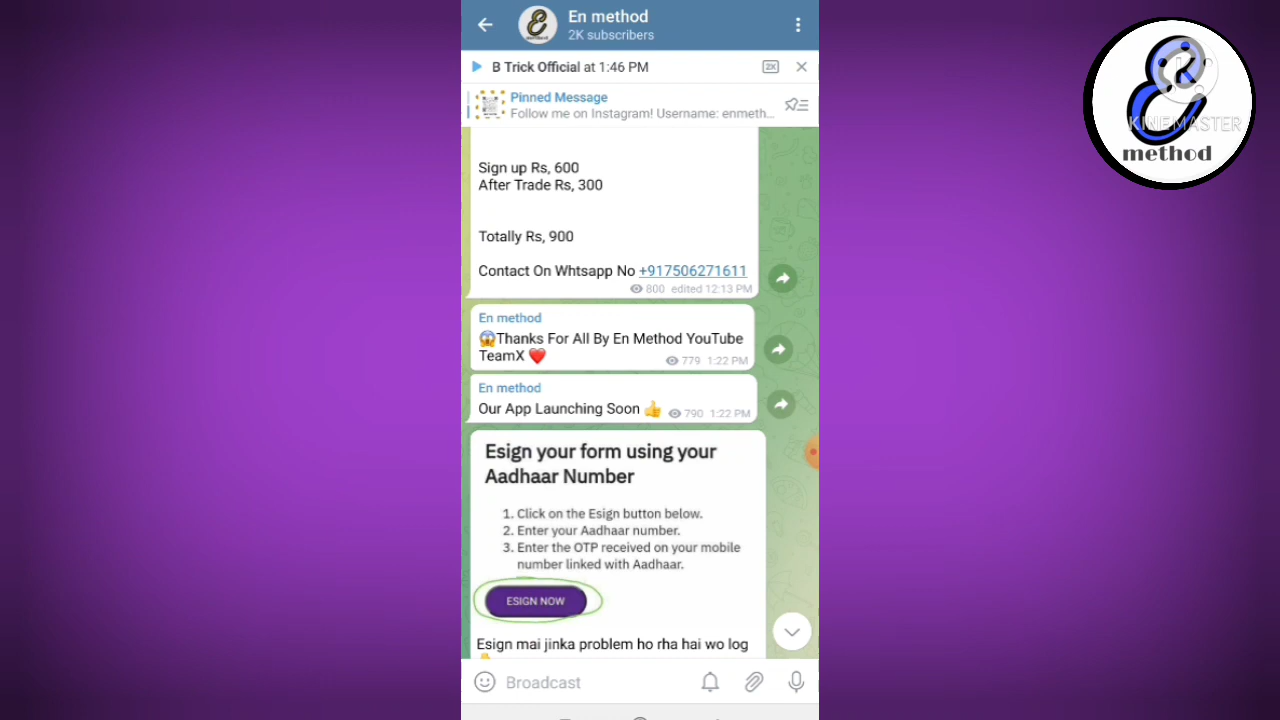 En method
2K subscribers
B Trick Official at 1:46 PM
2X
Pinned Message
Follow me on Instagram! Username: enmeth...
Sign up Rs, 600
After Trade Rs, 300
Totally Rs, 900
Contact On Whtsapp No +917506271611
800 edited 12:13 PM
En method
😱Thanks For All By En Method YouTube
TeamX ❤️
779 1:22 PM
En method
Our App Launching Soon 👍
790 1:22 PM
Esign your form using your
Aadhaar Number
1. Click on the Esign button below.
2. Enter your Aadhaar number.
3. Enter the OTP received on your mobile
number linked with Aadhaar.
ESIGN NOW
Esign mai jinka problem ho rha hai wo log
Broadcast
K
KINEMASTER
method